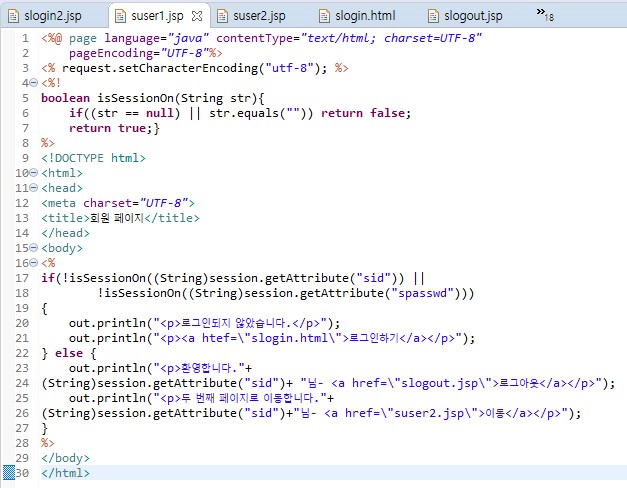 slogin2.jsp suser1.jsp suser2.jsp slogin.html slogout.jsp »18
1 <%@ page language="java" contentType="text/html; charset=UTF-8"
2     pageEncoding="UTF-8"%>
3 <% request.setCharacterEncoding("utf-8"); %>
4 <%!
5 boolean isSessionOn(String str){
6     if((str == null) || str.equals("")) return false;
7     return true;}
8 %>
9 <!DOCTYPE html>
10 <html>
11 <head>
12 <meta charset="UTF-8">
13 <title>회원 페이지</title>
14 </head>
15 <body>
16 <%
17 if(!isSessionOn((String)session.getAttribute("sid")) ||
18         !isSessionOn((String)session.getAttribute("spasswd")))
19 {
20     out.println("<p>로그인되지 않았습니다.</p>");
21     out.println("<p><a htef=\"slogin.html\">로그인하기</a></p>");
22 } else {
23     out.println("<p>환영합니다."+
24 (String)session.getAttribute("sid")+ "님- <a href=\"slogout.jsp\">로그아웃</a></p>");
25     out.println("<p>두 번째 페이지로 이동합니다."+
26 (String)session.getAttribute("sid")+"님- <a href=\"suser2.jsp\">이동</a></p>");
27 }
28 %>
29 </body>
30 </html>